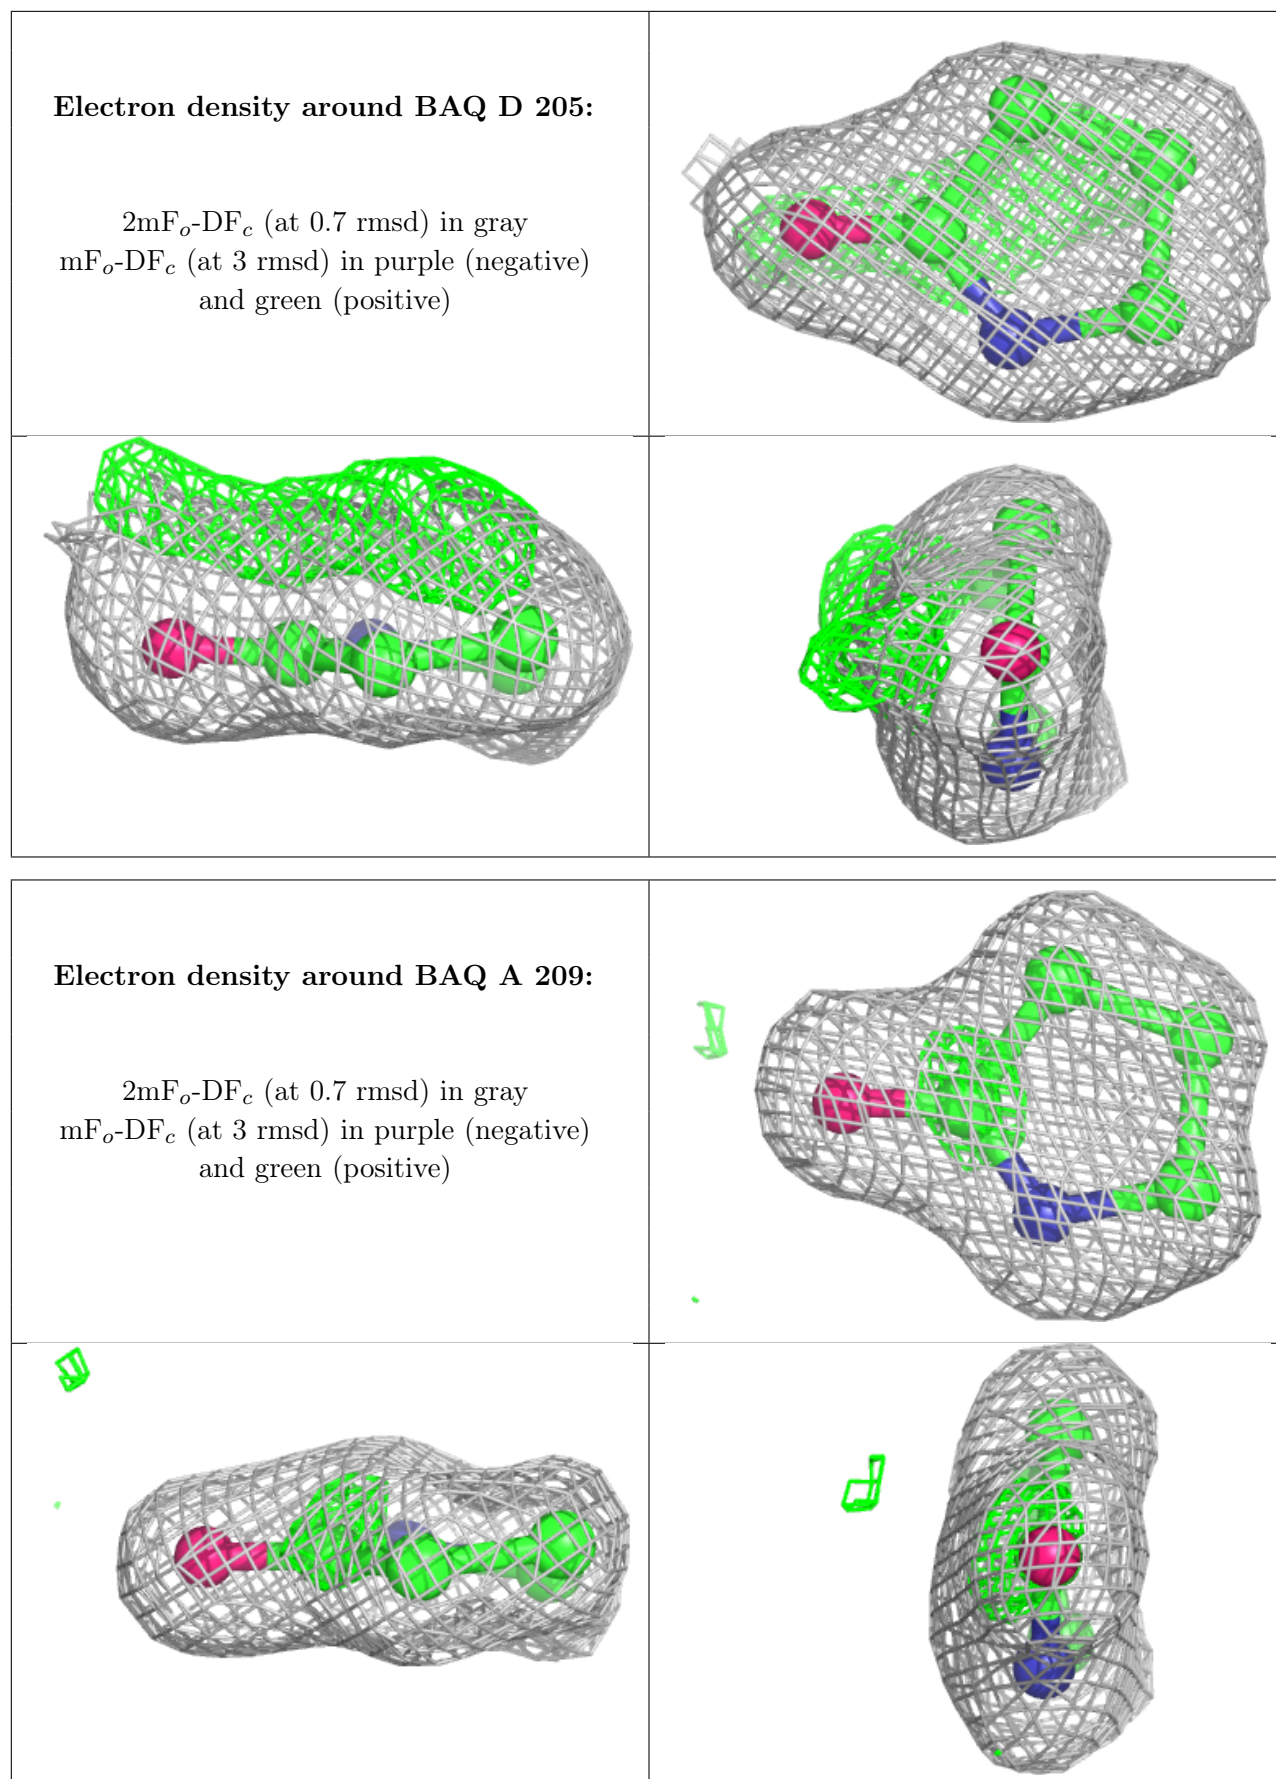 Electron density around BAQ D 205:
2mFo-DFc (at 0.7 rmsd) in gray
mFo-DFc (at 3 rmsd) in purple (negative)
and green (positive)
Electron density around BAQ A 209:
2mFo-DFc (at 0.7 rmsd) in gray
mFo-DFc (at 3 rmsd) in purple (negative)
and green (positive)